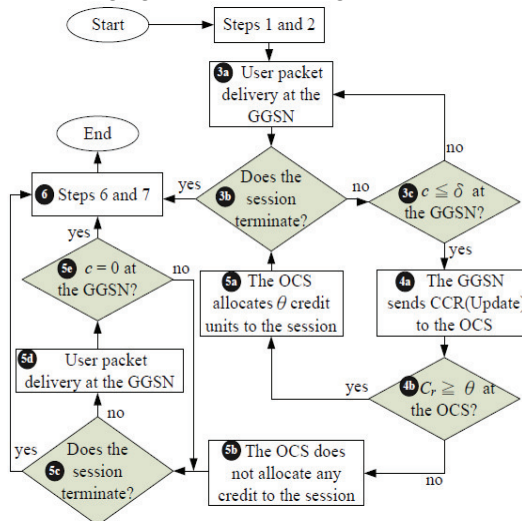 Start
Steps 1 and 2
3a User packet
delivery at the
GGSN
End
no
6 Steps 6 and 7
yes
Does the
3b session
terminate?
no
3c c ≦ δ at
the GGSN?
yes
5e c = 0 at
the GGSN?
no
5a The OCS
allocates θ credit
units to the session
yes
4a The GGSN
sends CCR(Update)
to the OCS
5d User packet
delivery at the GGSN
yes
4b Cr ≧ θ at
the OCS?
no
yes
Does the
5c session
terminate?
5b The OCS does
not allocate any
credit to the session
no